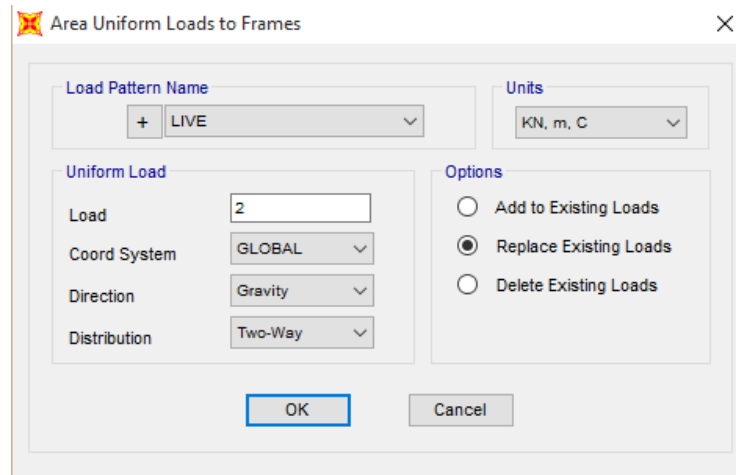 Area Uniform Loads to Frames
Load Pattern Name
+ LIVE
Units
KN, m, C
Uniform Load
Load 2
Coord System GLOBAL
Direction Gravity
Distribution Two-Way
Options
Add to Existing Loads
Replace Existing Loads
Delete Existing Loads
OK Cancel